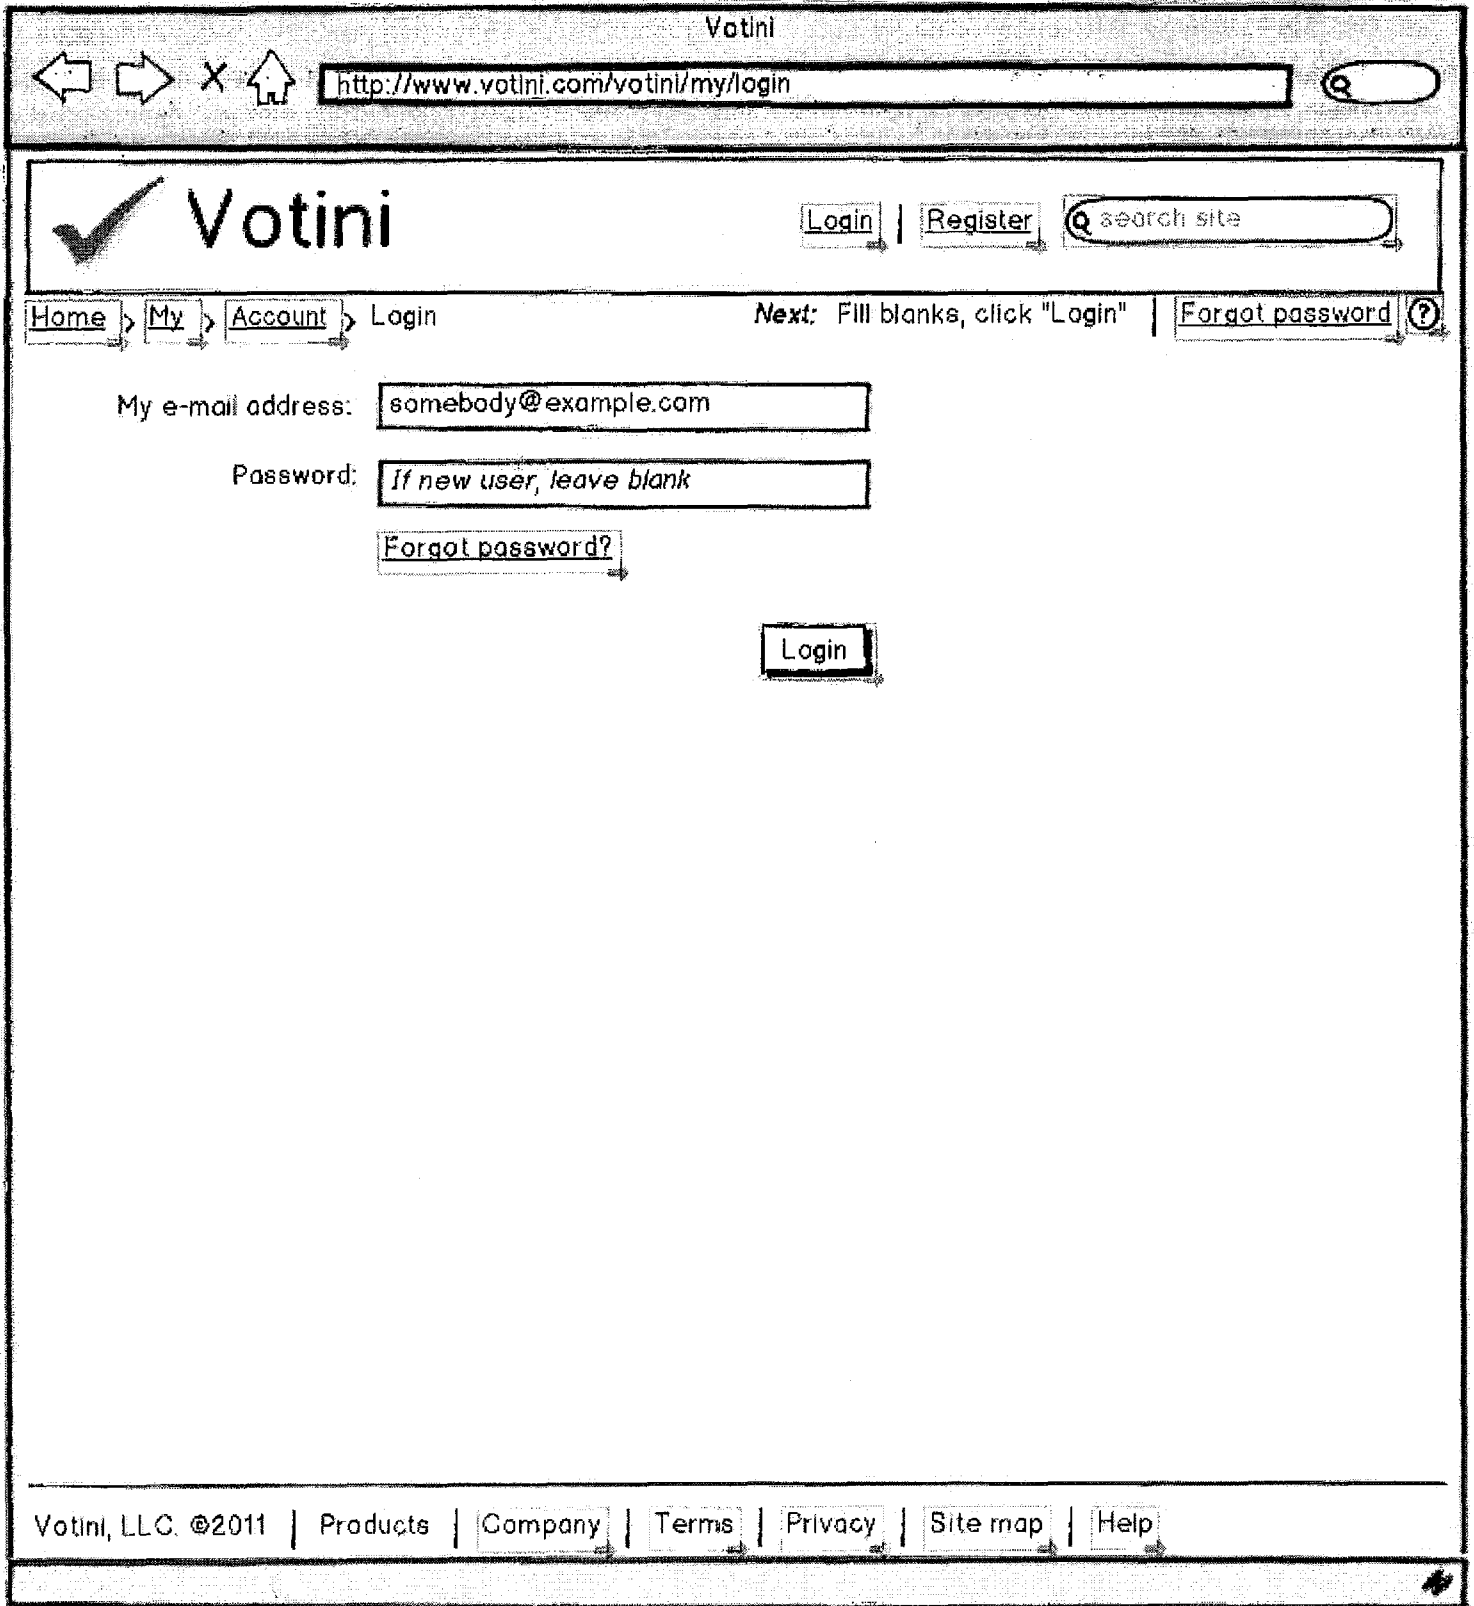 Votini
http://www.votini.com/votini/my/login
Votini
Login | Register search site
Home > My > Account > Login Next: Fill blanks, click "Login" | Forgot password ?
My e-mail address: somebody@example.com
Password: If new user, leave blank
Forgot password?
Login
Votini, LLC. ©2011 | Products | Company | Terms | Privacy | Site map | Help